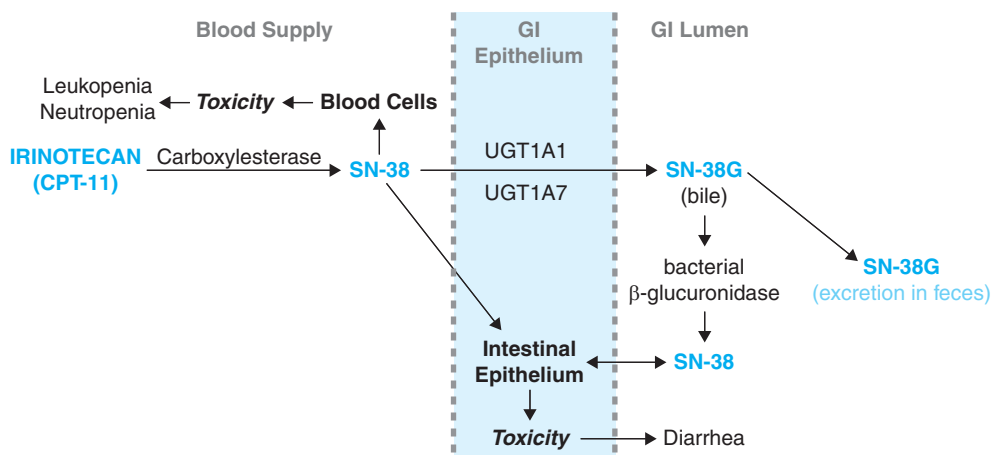 Blood Supply
GI
Epithelium
GI Lumen
Leukopenia
Neutropenia
Toxicity
Blood Cells
IRINOTECAN
(CPT-11)
Carboxylesterase
SN-38
UGT1A1
UGT1A7
SN-38G
(bile)
bacterial
β-glucuronidase
SN-38G
(excretion in feces)
Intestinal
Epithelium
SN-38
Toxicity
Diarrhea